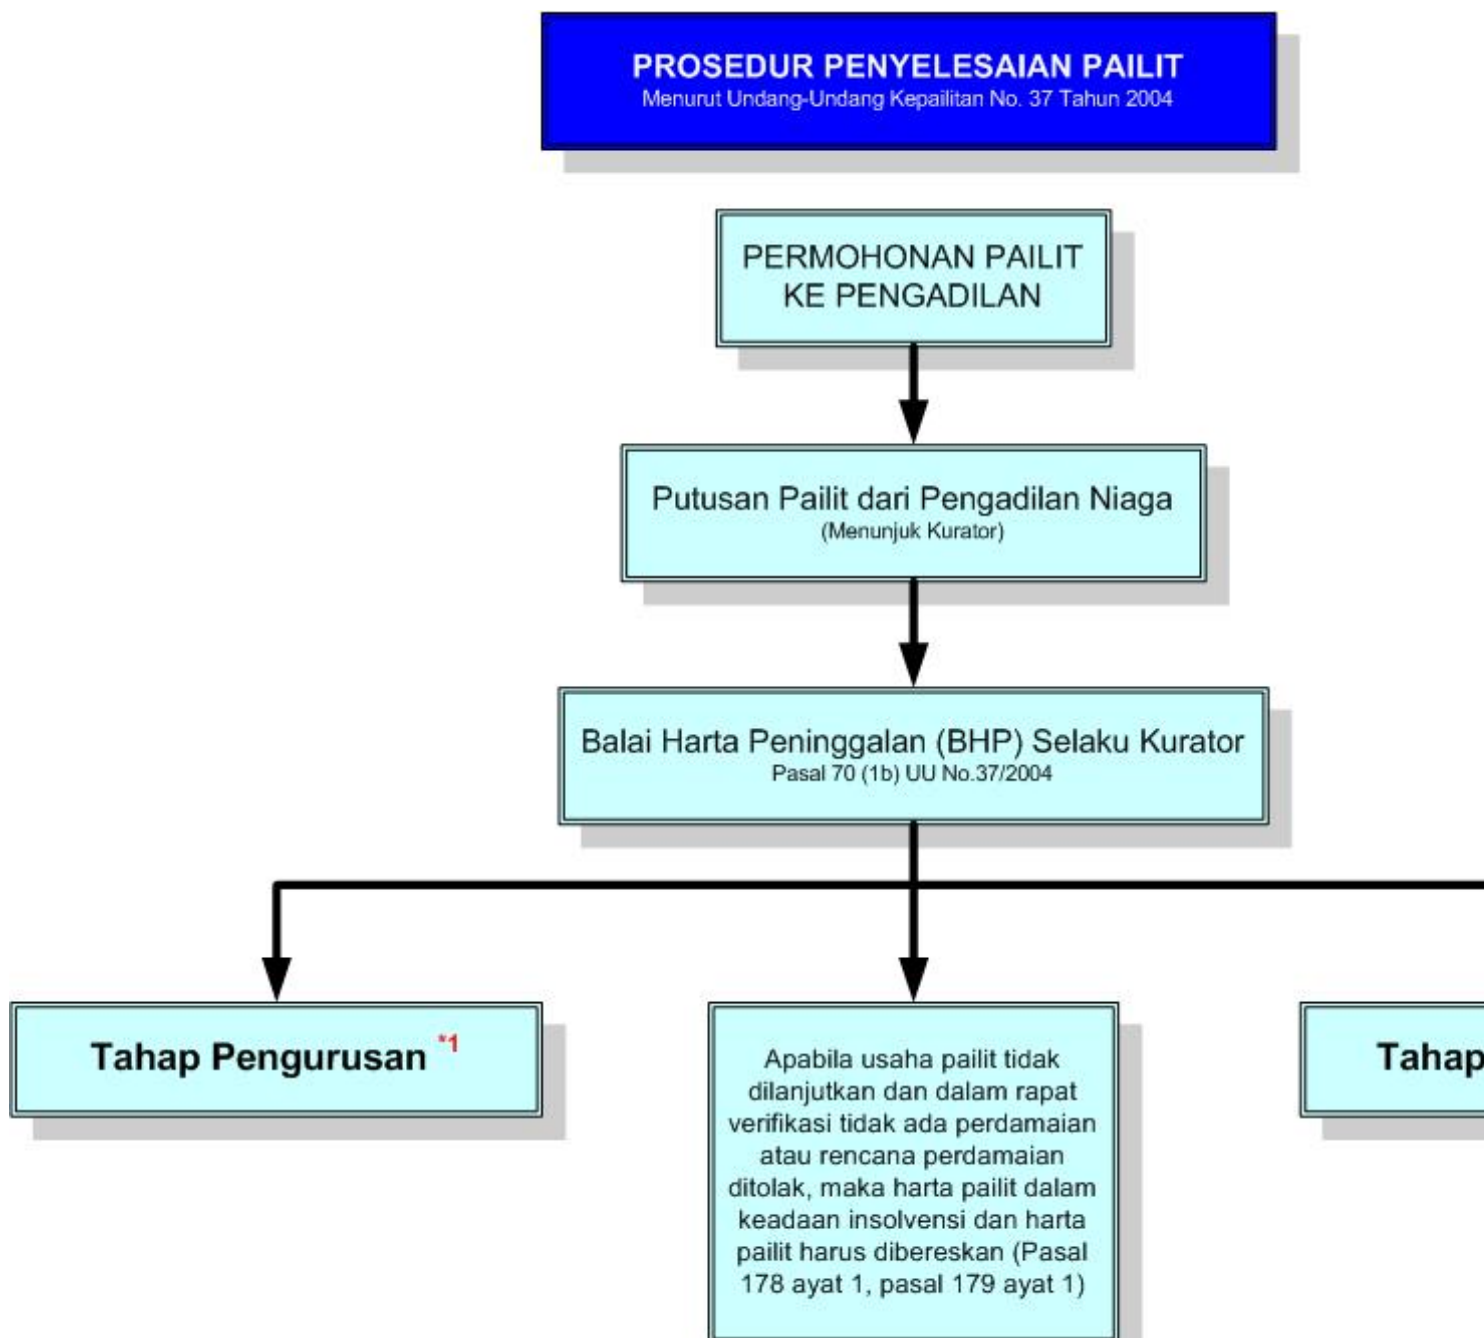 PROSEDUR PENYELESAIAN PAILIT
Menurut Undang-Undang Kepailitan No. 37 Tahun 2004
PERMOHONAN PAILIT
KE PENGADILAN
Putusan Pailit dari Pengadilan Niaga
(Menunjuk Kurator)
Balai Harta Peninggalan (BHP) Selaku Kurator
Pasal 70 (1b) UU No.37/2004
Tahap Pengurusan *1
Apabila usaha pailit tidak
dilanjutkan dan dalam rapat
verifikasi tidak ada perdamaian
atau rencana perdamaian
ditolak, maka harta pailit dalam
keadaan insolvensi dan harta
pailit harus dibereskan (Pasal
178 ayat 1, pasal 179 ayat 1)
Tahap